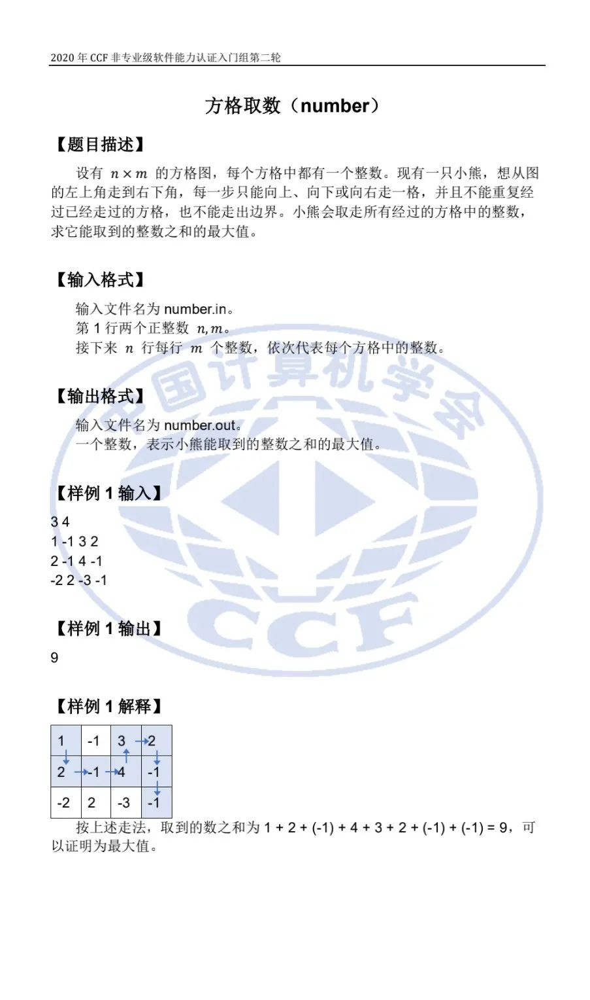 2020 年 CCF 非专业级软件能力认证入门组第二轮
方格取数（number）
【题目描述】
设有 n × m 的方格图，每个方格中都有一个整数。现有一只小熊，想从图
的左上角走到右下角，每一步只能向上、向下或向右走一格，并且不能重复经
过已经走过的方格，也不能走出边界。小熊会取走所有经过的方格中的整数，
求它能取到的整数之和的最大值。
【输入格式】
输入文件名为 number.in。
第 1 行两个正整数 n, m。
接下来 n 行每行 m 个整数，依次代表每个方格中的整数。
中国计算机学会
【输出格式】
输入文件名为 number.out。
一个整数，表示小熊能取到的整数之和的最大值。
【样例 1 输入】
3 4
1 -1 3 2
2 -1 4 -1
-2 2 -3 -1
CCF
【样例 1 输出】
9
【样例 1 解释】
1 -1 3 2
2 -1 4 -1
-2 2 -3 -1
按上述走法，取到的数之和为 1 + 2 + (-1) + 4 + 3 + 2 + (-1) + (-1) = 9，可
以证明为最大值。